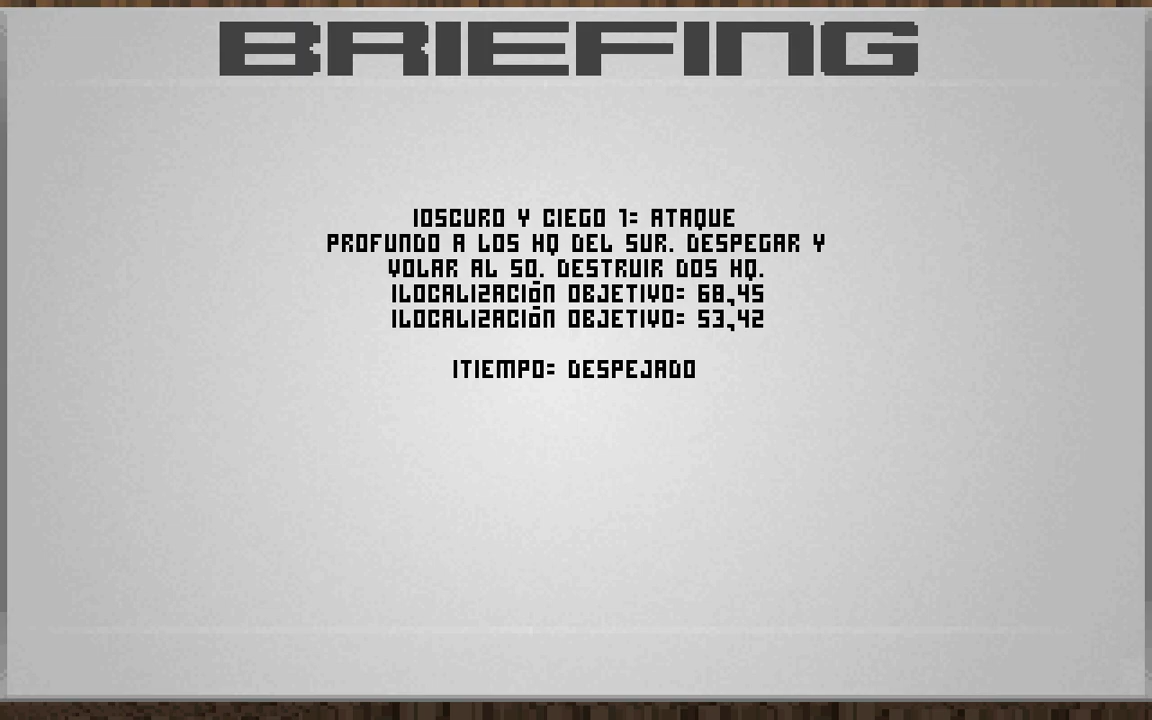 BRIEFING
IOSCURO Y CIEGO 1: ATAQUE
PROFUNDO A LOS HQ DEL SUR. DESPEGAR Y
VOLAR AL SO. DESTRUIR DOS HQ.
ILOCALIZACIÓN OBJETIVO: 68,45
ILOCALIZACIÓN OBJETIVO: 53,42
ITIEMPO: DESPEJADO